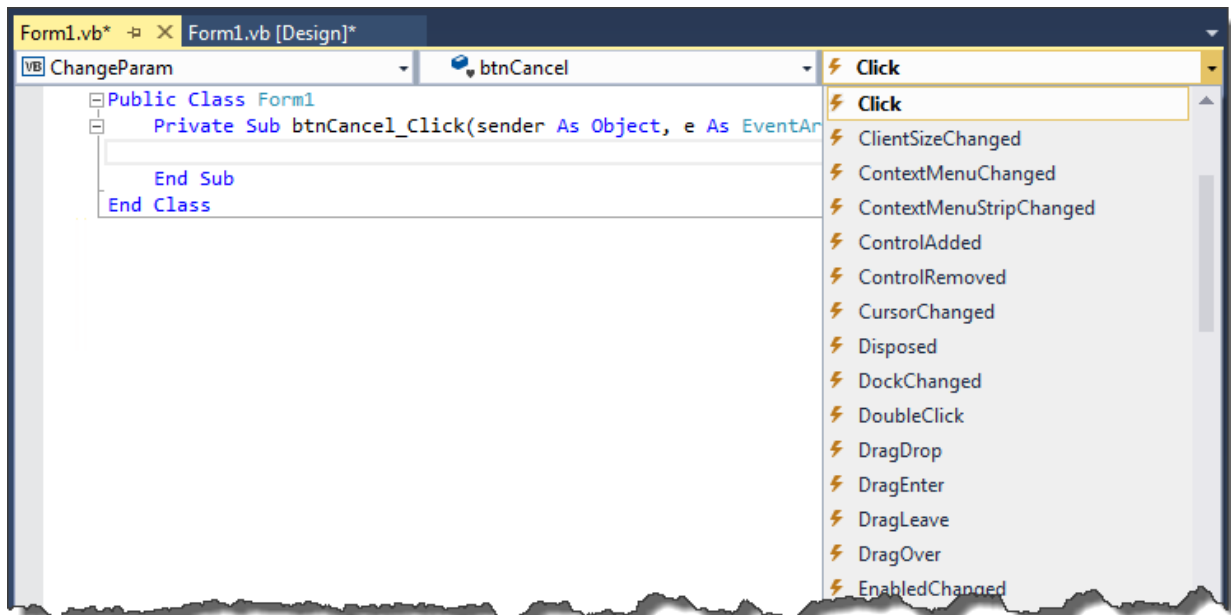 Form1.vb* Form1.vb [Design]*
VB ChangeParam btnCancel Click
Public Class Form1
Private Sub btnCancel_Click(sender As Object, e As EventAr
End Sub
End Class
Click
ClientSizeChanged
ContextMenuChanged
ContextMenuStripChanged
ControlAdded
ControlRemoved
CursorChanged
Disposed
DockChanged
DoubleClick
DragDrop
DragEnter
DragLeave
DragOver
EnabledChanged